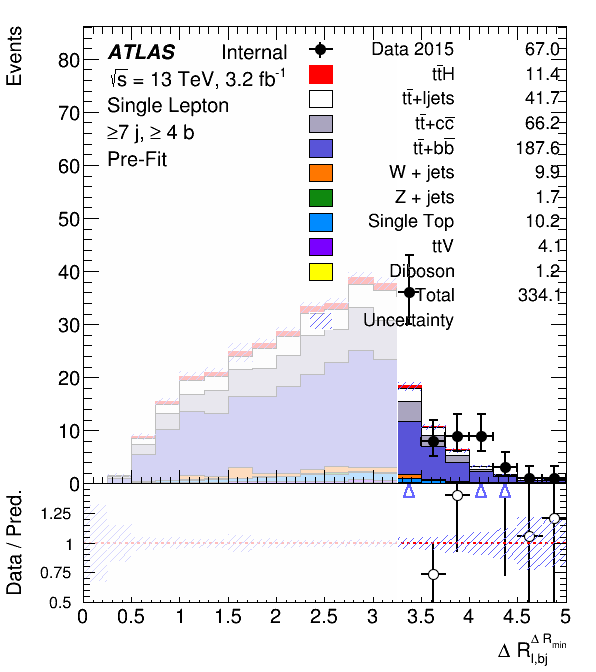 Events
ATLAS Internal
√s = 13 TeV, 3.2 fb⁻¹
Single Lepton
≥7 j, ≥ 4 b
Pre-Fit
Data 2015 67.0
tt̄H 11.4
tt̄+ljets 41.7
tt̄+cc̄ 66.2
tt̄+bb̄ 187.6
W + jets 9.9
Z + jets 1.7
Single Top 10.2
ttV 4.1
Diboson 1.2
Total 334.1
Uncertainty
80
70
60
50
40
30
20
10
0
Data / Pred.
1.25
1
0.75
0.5
0 0.5 1 1.5 2 2.5 3 3.5 4 4.5 5
Δ R_{l,bj}^{Δ R_{min}}